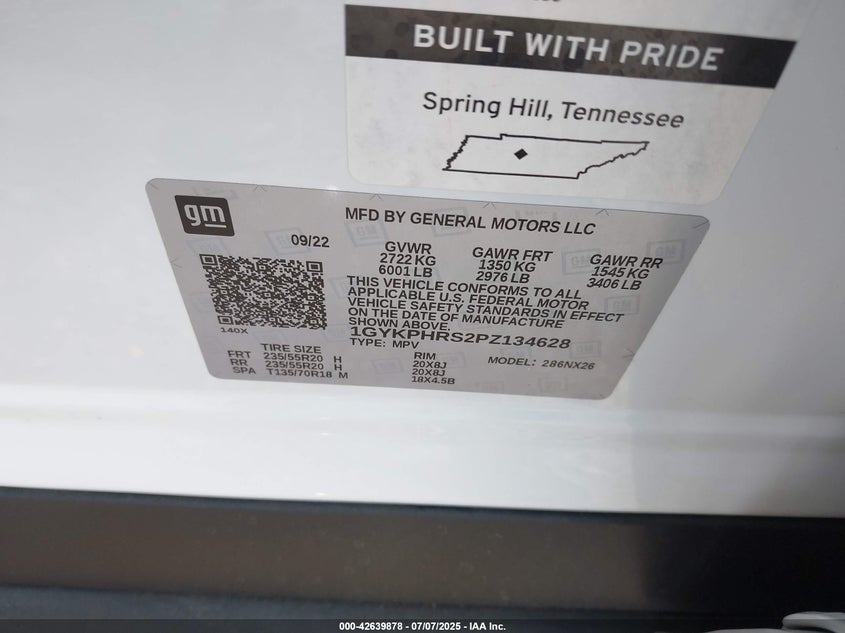 BUILT WITH PRIDE
Spring Hill, Tennessee
gm
MFD BY GENERAL MOTORS LLC
09/22
GVWR GAWR FRT GAWR RR
2722 KG 1350 KG 1545 KG
6001 LB 2976 LB 3406 LB
THIS VEHICLE CONFORMS TO ALL
APPLICABLE U.S. FEDERAL MOTOR
VEHICLE SAFETY STANDARDS IN EFFECT
ON THE DATE OF MANUFACTURE
SHOWN ABOVE.
140X
1GYKPHRS2PZ134628
TYPE: MPV
MODEL: 286NX26
TIRE SIZE RIM
FRT 235/55R20 H 20X8J
RR 235/55R20 H 20X8J
SPA T135/70R18 M 18X4.5B
000-42639878 - 07/07/2025 - IAA Inc.